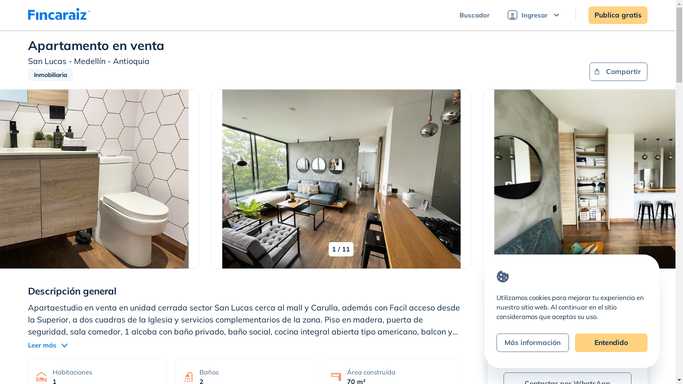 Fincaraiz
Buscador
Ingresar
Publica gratis
Apartamento en venta
San Lucas - Medellín - Antioquia
Inmobiliaria
Compartir
1 / 11
Descripción general
Apartaestudio en venta en unidad cerrada sector San Lucas cerca al mall y Carulla, además con Facil acceso desde
la Superior, a dos cuadras de la Iglesia y servicios complementarios de la zona. Piso en madera, puerta de
seguridad, sala comedor, 1 alcoba con baño privado, baño social, cocina integral abierta tipo americano, balcon y...
Leer más
Habitaciones
1
Baños
2
Área construida
70 m²
Utilizamos cookies para mejorar tu experiencia en
nuestro sitio web. Al continuar en el sitio
consideramos que aceptas su uso.
Más información
Entendido
Contactar por WhatsApp